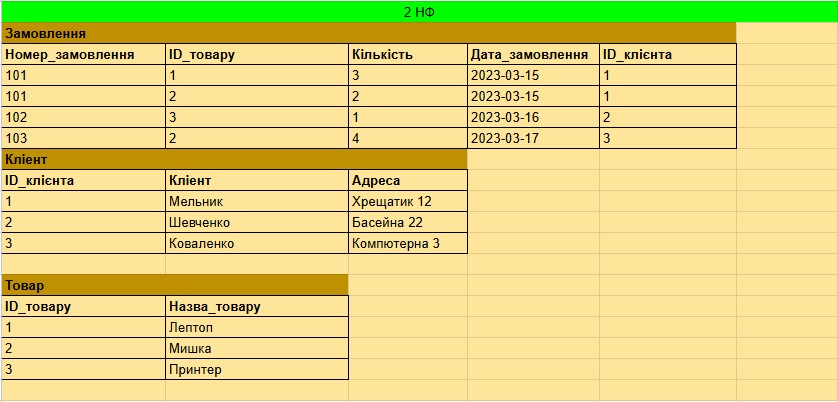 2 НФ
Замовлення
Номер_замовлення ID_товару Кількість Дата_замовлення ID_клієнта
101 1 3 2023-03-15 1
101 2 2 2023-03-15 1
102 3 1 2023-03-16 2
103 2 4 2023-03-17 3
Клієнт
ID_клієнта Клієнт Адреса
1 Мельник Хрещатик 12
2 Шевченко Басейна 22
3 Коваленко Компютерна 3
Товар
ID_товару Назва_товару
1 Лептоп
2 Мишка
3 Принтер